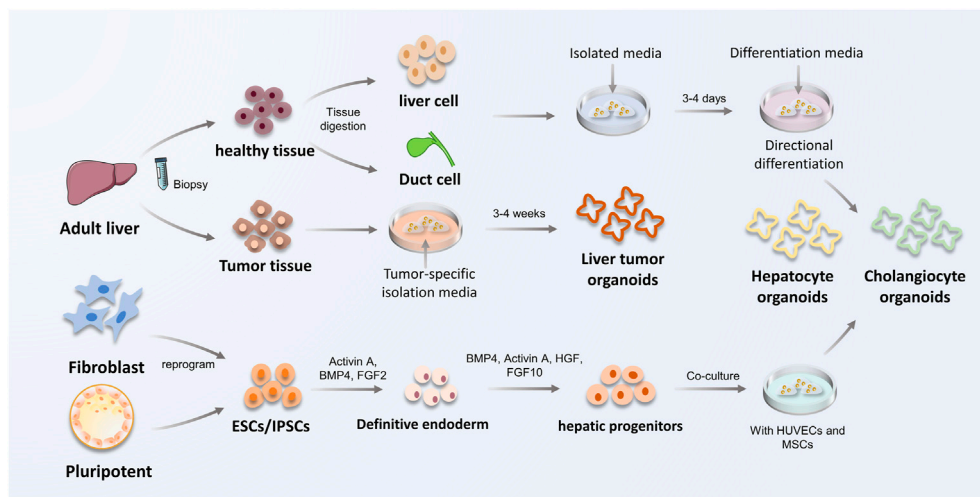 Adult liver
Biopsy
healthy tissue
Tissue
digestion
liver cell
Duct cell
Isolated media
3-4 days
Differentiation media
Directional
differentiation
Tumor tissue
Tumor-specific
isolation media
3-4 weeks
Liver tumor
organoids
Hepatocyte
organoids
Cholangiocyte
organoids
Fibroblast
reprogram
Pluripotent
ESCs/IPSCs
Activin A,
BMP4, FGF2
Definitive endoderm
BMP4, Activin A, HGF,
FGF10
hepatic progenitors
Co-culture
With HUVECs and
MSCs